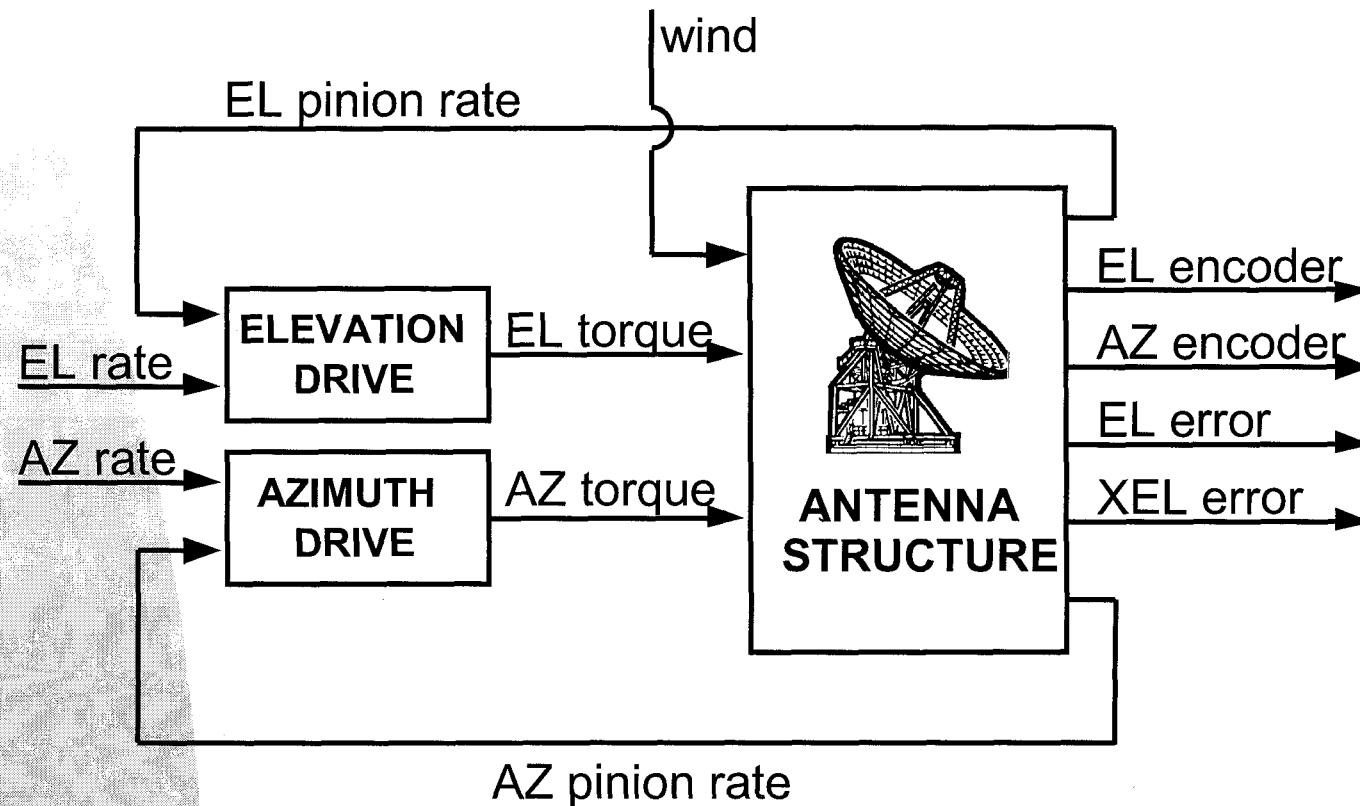 wind
EL pinion rate
ELEVATION
DRIVE
EL torque
EL rate
AZ rate
AZIMUTH
DRIVE
AZ torque
ANTENNA
STRUCTURE
EL encoder
AZ encoder
EL error
XEL error
AZ pinion rate